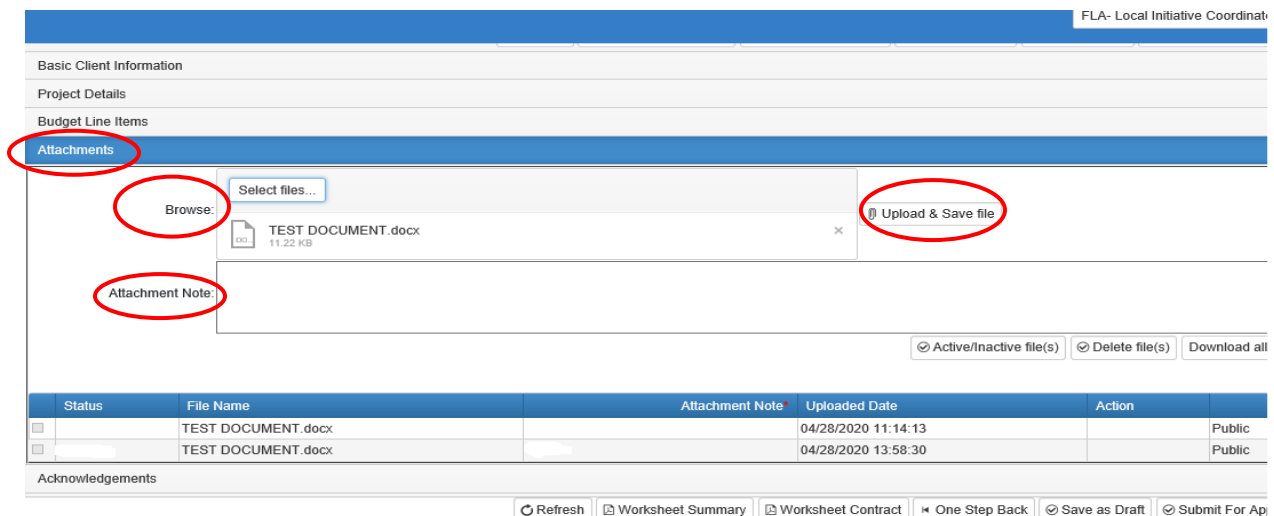 FLA- Local Initiative Coordinat
Basic Client Information
Project Details
Budget Line Items
Attachments
Select files...
Browse:
Upload & Save file
TEST DOCUMENT.docx
11.22 KB
Attachment Note:
Active/Inactive file(s) Delete file(s) Download all
Status File Name Attachment Note* Uploaded Date Action
TEST DOCUMENT.docx 04/28/2020 11:14:13 Public
TEST DOCUMENT.docx 04/28/2020 13:58:30 Public
Acknowledgements
Refresh Worksheet Summary Worksheet Contract One Step Back Save as Draft Submit For Ap